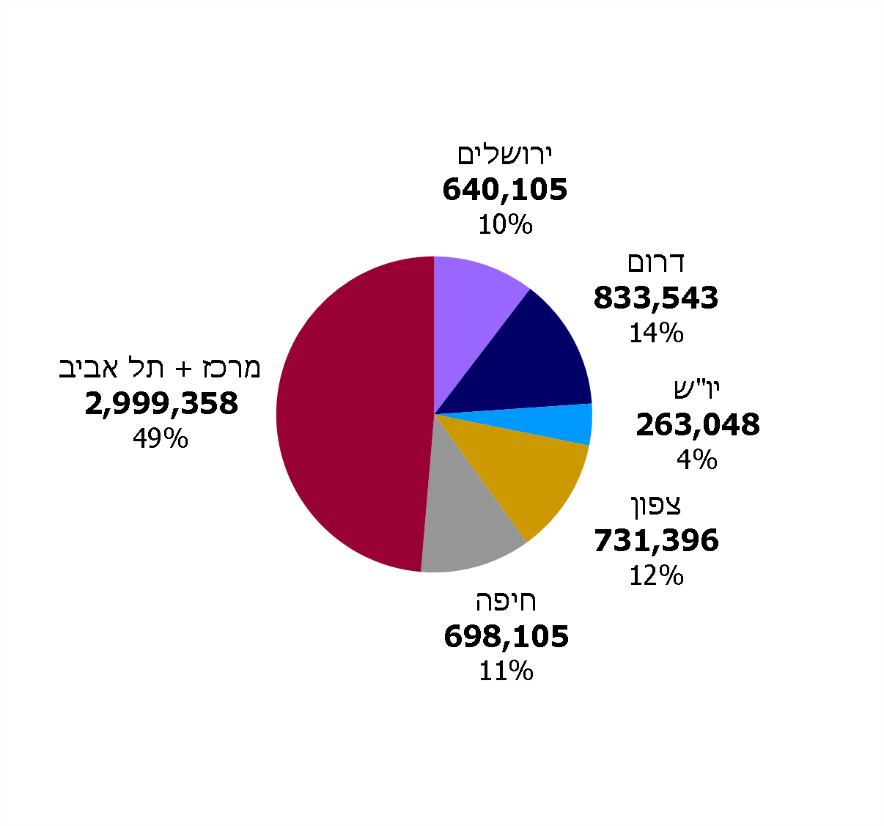 ירושלים
640,105
10%
דרום
833,543
14%
יו"ש
263,048
4%
צפון
731,396
12%
חיפה
698,105
11%
מרכז + תל אביב
2,999,358
49%